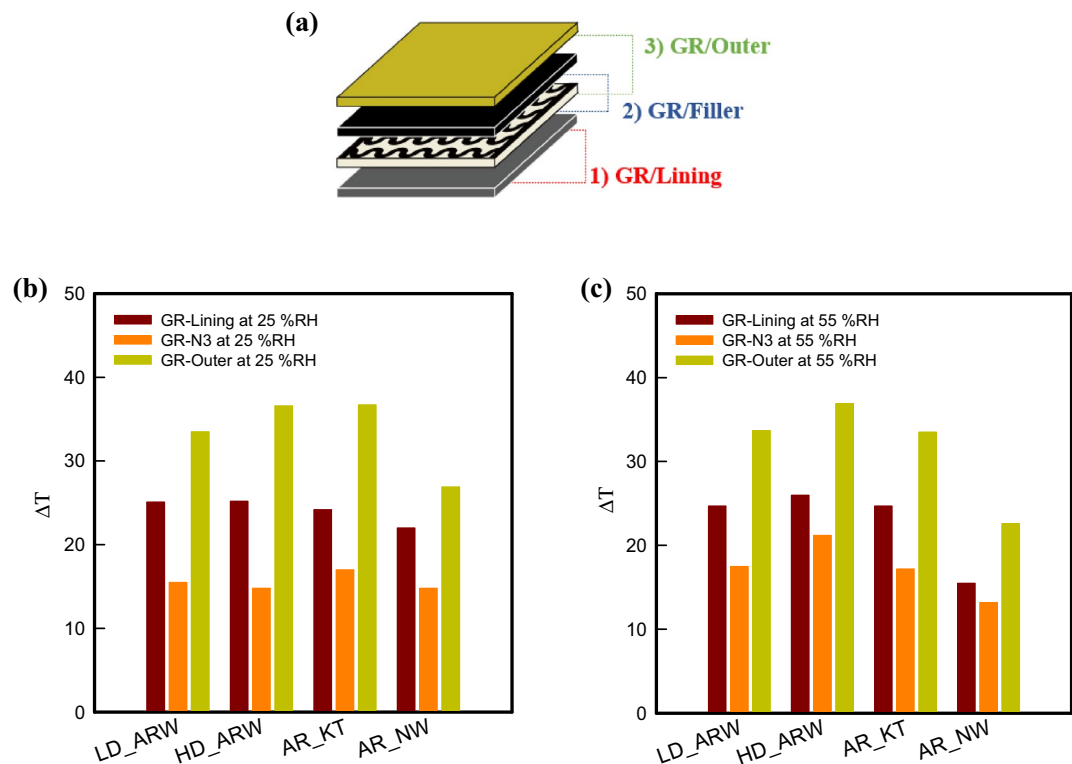 (a)
3) GR/Outer
2) GR/Filler
1) GR/Lining
(b)
50
40
30
20
10
0
ΔT
GR-Lining at 25 %RH
GR-N3 at 25 %RH
GR-Outer at 25 %RH
LD_ARW
HD_ARW
AR_KT
AR_NW
(c)
50
40
30
20
10
0
ΔT
GR-Lining at 55 %RH
GR-N3 at 55 %RH
GR-Outer at 55 %RH
LD_ARW
HD_ARW
AR_KT
AR_NW